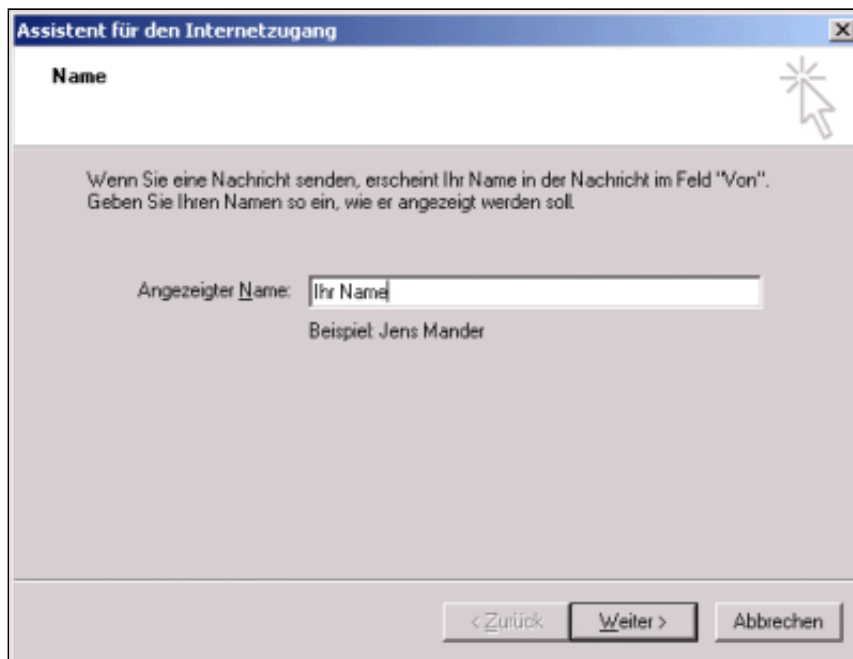 Assistent für den Internetzugang
Name
Wenn Sie eine Nachricht senden, erscheint Ihr Name in der Nachricht im Feld "Von".
Geben Sie Ihren Namen so ein, wie er angezeigt werden soll.
Angezeigter Name: Ihr Name
Beispiel: Jens Mander
< Zurück Weiter > Abbrechen